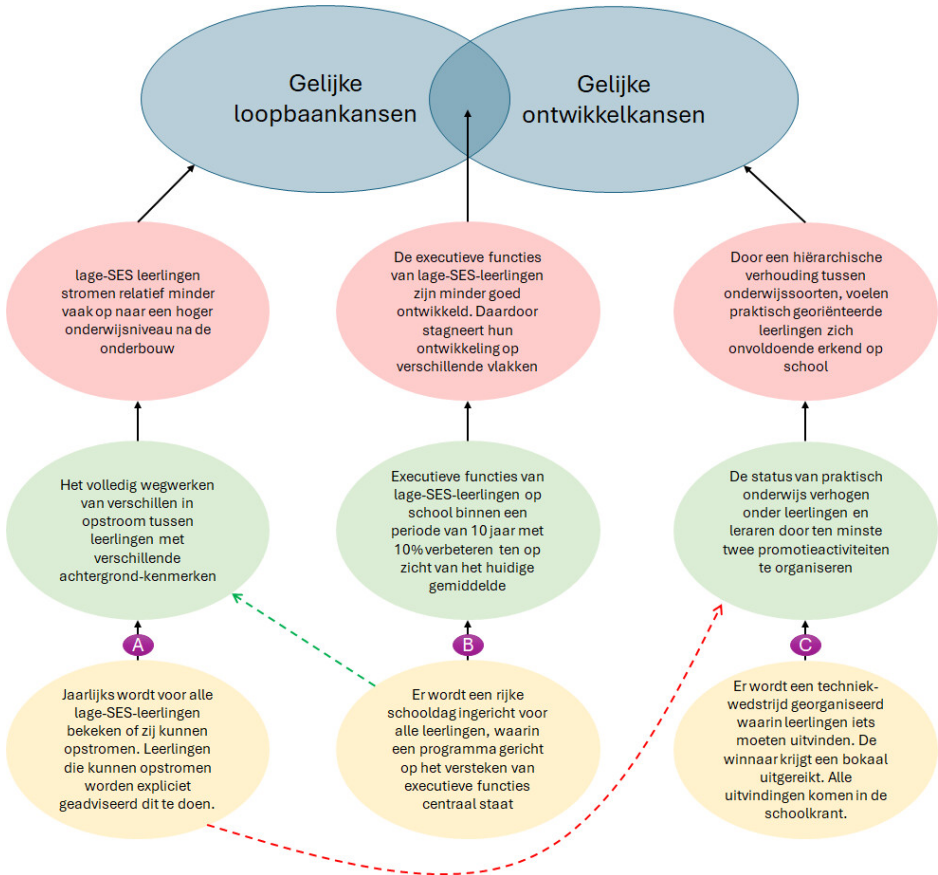 Gelijke
loopbaankansen
Gelijke
ontwikkelkansen
lage-SES leerlingen
stromen relatief minder
vaak op naar een hoger
onderwijsniveau na de
onderbouw
De executieve functies
van lage-SES-leerlingen
zijn minder goed
ontwikkeld. Daardoor
stagneert hun
ontwikkeling op
verschillende vlakken
Door een hiërarchische
verhouding tussen
onderwijssoorten, voelen
praktisch georiënteerde
leerlingen zich
onvoldoende erkend op
school
Het volledig wegwerken
van verschillen in
opstroom tussen
leerlingen met
verschillende
achtergrond-kenmerken
Executieve functies van
lage-SES-leerlingen op
school binnen een
periode van 10 jaar met
10% verbeteren ten op
zicht van het huidige
gemiddelde
De status van praktisch
onderwijs verhogen
onder leerlingen en
leraren door ten minste
twee promotieactiviteiten
te organiseren
A
B
C
Jaarlijks wordt voor alle
lage-SES-leerlingen
bekeken of zij kunnen
opstromen. Leerlingen
die kunnen opstromen
worden expliciet
geadviseerd dit te doen.
Er wordt een rijke
schooldag ingericht voor
alle leerlingen, waarin
een programma gericht
op het versteken van
executieve functies
centraal staat
Er wordt een techniek-
wedstrijd georganiseerd
waarin leerlingen iets
moeten uitvinden. De
winnaar krijgt een bokaal
uitgereikt. Alle
uitvindingen komen in de
schoolkrant.